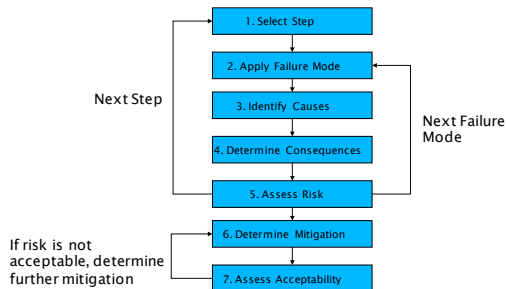 1. Select Step
2. Apply Failure Mode
Next Step
3. Identify Causes
Next Failure
Mode
4. Determine Consequences
5. Assess Risk
6. Determine Mitigation
If risk is not
acceptable, determine
further mitigation
7. Assess Acceptability